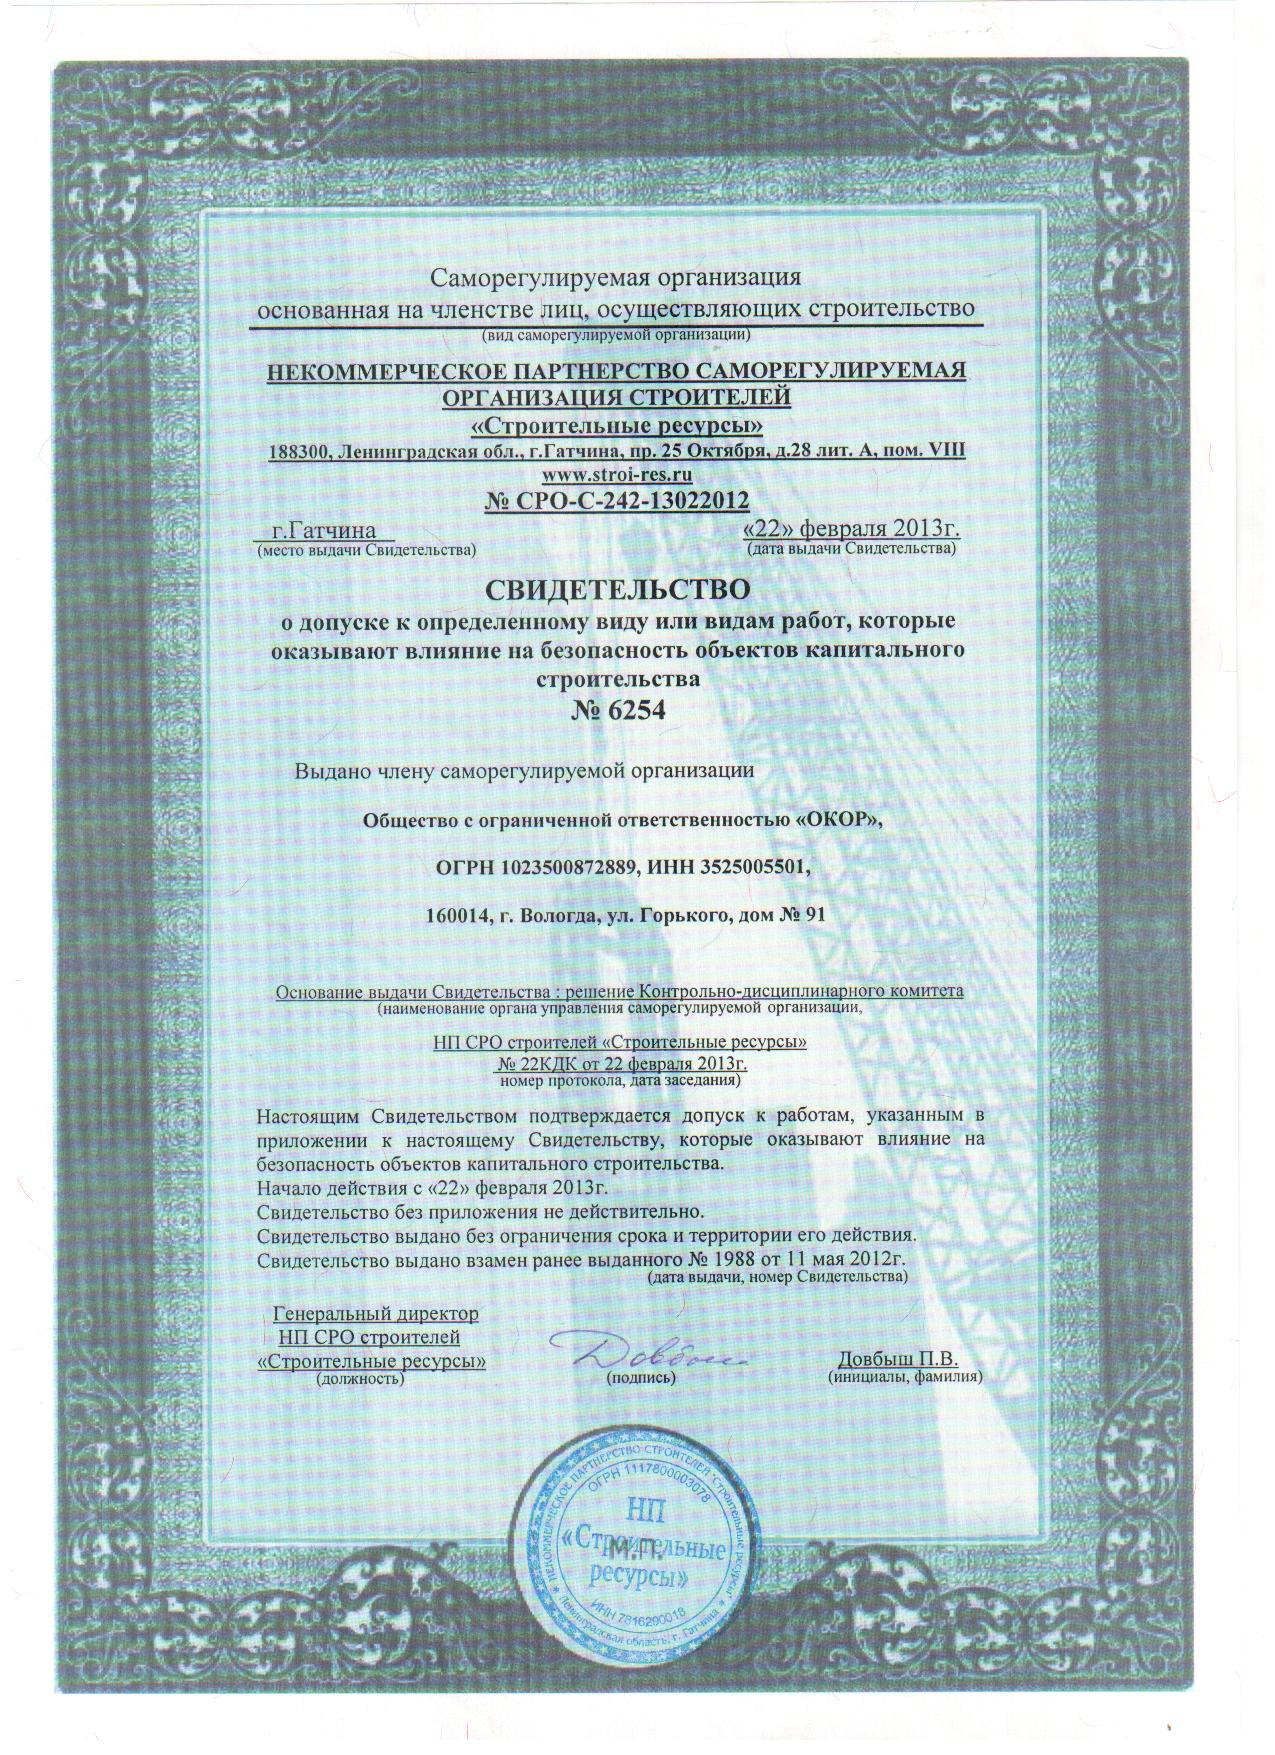 Саморегулируемая организация
основанная на членстве лиц, осуществляющих строительство
(вид саморегулируемой организации)
НЕКОММЕРЧЕСКОЕ ПАРТНЕРСТВО САМОРЕГУЛИРУЕМАЯ
ОРГАНИЗАЦИЯ СТРОИТЕЛЕЙ
«Строительные ресурсы»
188300, Ленинградская обл., г.Гатчина, пр. 25 Октября, д.28 лит. А, пом. VIII
www.stroi-res.ru
№ СРО-С-242-13022012
г.Гатчина «22» февраля 2013г.
(место выдачи Свидетельства) (дата выдачи Свидетельства)
СВИДЕТЕЛЬСТВО
о допуске к определенному виду или видам работ, которые
оказывают влияние на безопасность объектов капитального
строительства
№ 6254
Выдано члену саморегулируемой организации
Общество с ограниченной ответственностью «ОКОР»,
ОГРН 1023500872889, ИНН 3525005501,
160014, г. Вологда, ул. Горького, дом № 91
Основание выдачи Свидетельства : решение Контрольно-дисциплинарного комитета
(наименование органа управления саморегулируемой организации,
НП СРО строителей «Строительные ресурсы»
№ 22КДК от 22 февраля 2013г.
номер протокола, дата заседания)
Настоящим Свидетельством подтверждается допуск к работам, указанным в
приложении к настоящему Свидетельству, которые оказывают влияние на
безопасность объектов капитального строительства.
Начало действия с «22» февраля 2013г.
Свидетельство без приложения не действительно.
Свидетельство выдано без ограничения срока и территории его действия.
Свидетельство выдано взамен ранее выданного № 1988 от 11 мая 2012г.
(дата выдачи, номер Свидетельства)
Генеральный директор
НП СРО строителей
«Строительные ресурсы» Довбыш Довбыш П.В.
(должность) (подпись) (инициалы, фамилия)
НЕКОММЕРЧЕСКОЕ ПАРТНЕРСТВО СТРОИТЕЛЕЙ "Строительные ресурсы"
ОГРН 1117800003078
НП
«Строительные
М.П.
ресурсы»
ИНН 7816290018
Ленинградская область, г. Гатчина